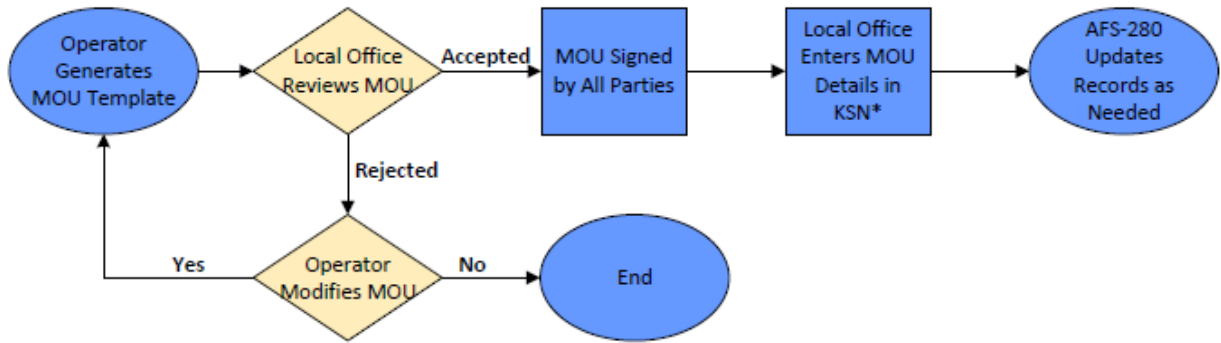 Operator
Generates
MOU Template
Local Office
Reviews MOU
Accepted
MOU Signed
by All Parties
Local Office
Enters MOU
Details in
KSN*
AFS-280
Updates
Records as
Needed
Rejected
Yes
Operator
Modifies MOU
No
End